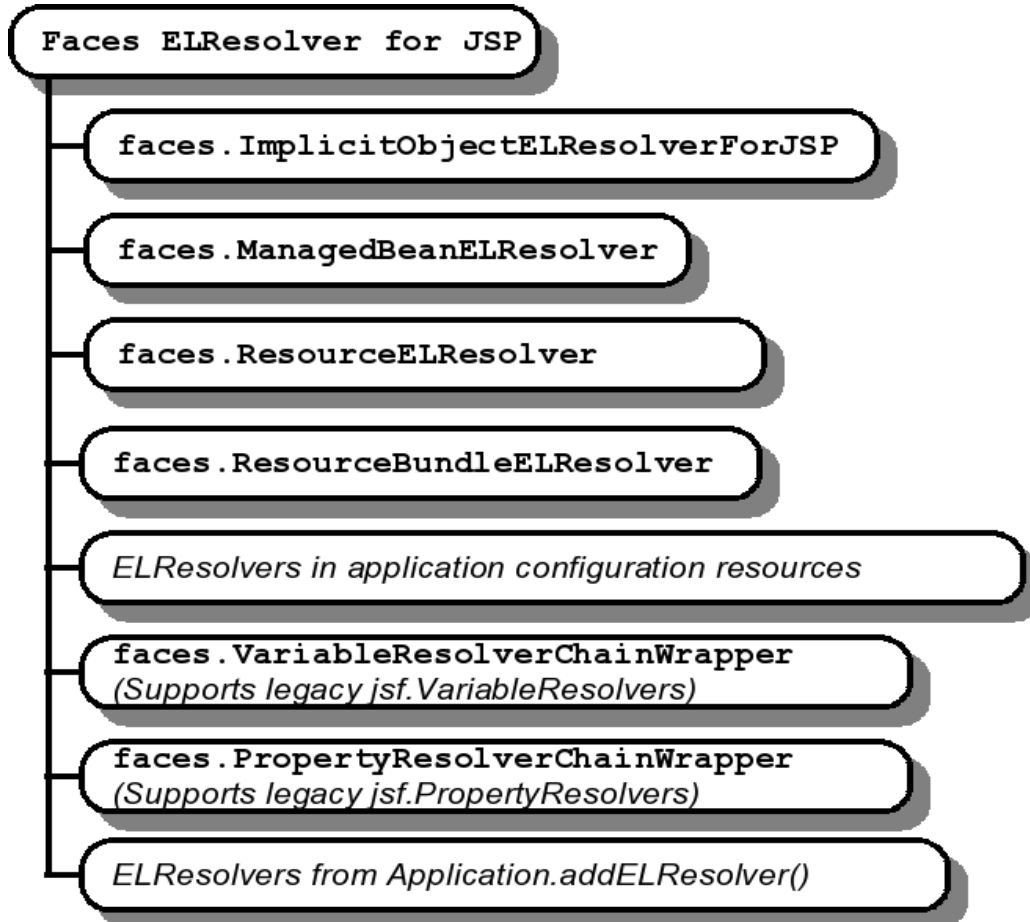 Faces ELResolver for JSP
faces.ImplicitObjectELResolverForJSP
faces.ManagedBeanELResolver
faces.ResourceELResolver
faces.ResourceBundleELResolver
ELResolvers in application configuration resources
faces.VariableResolverChainWrapper
(Supports legacy jsf.VariableResolvers)
faces.PropertyResolverChainWrapper
(Supports legacy jsf.PropertyResolvers)
ELResolvers from Application.addELResolver()